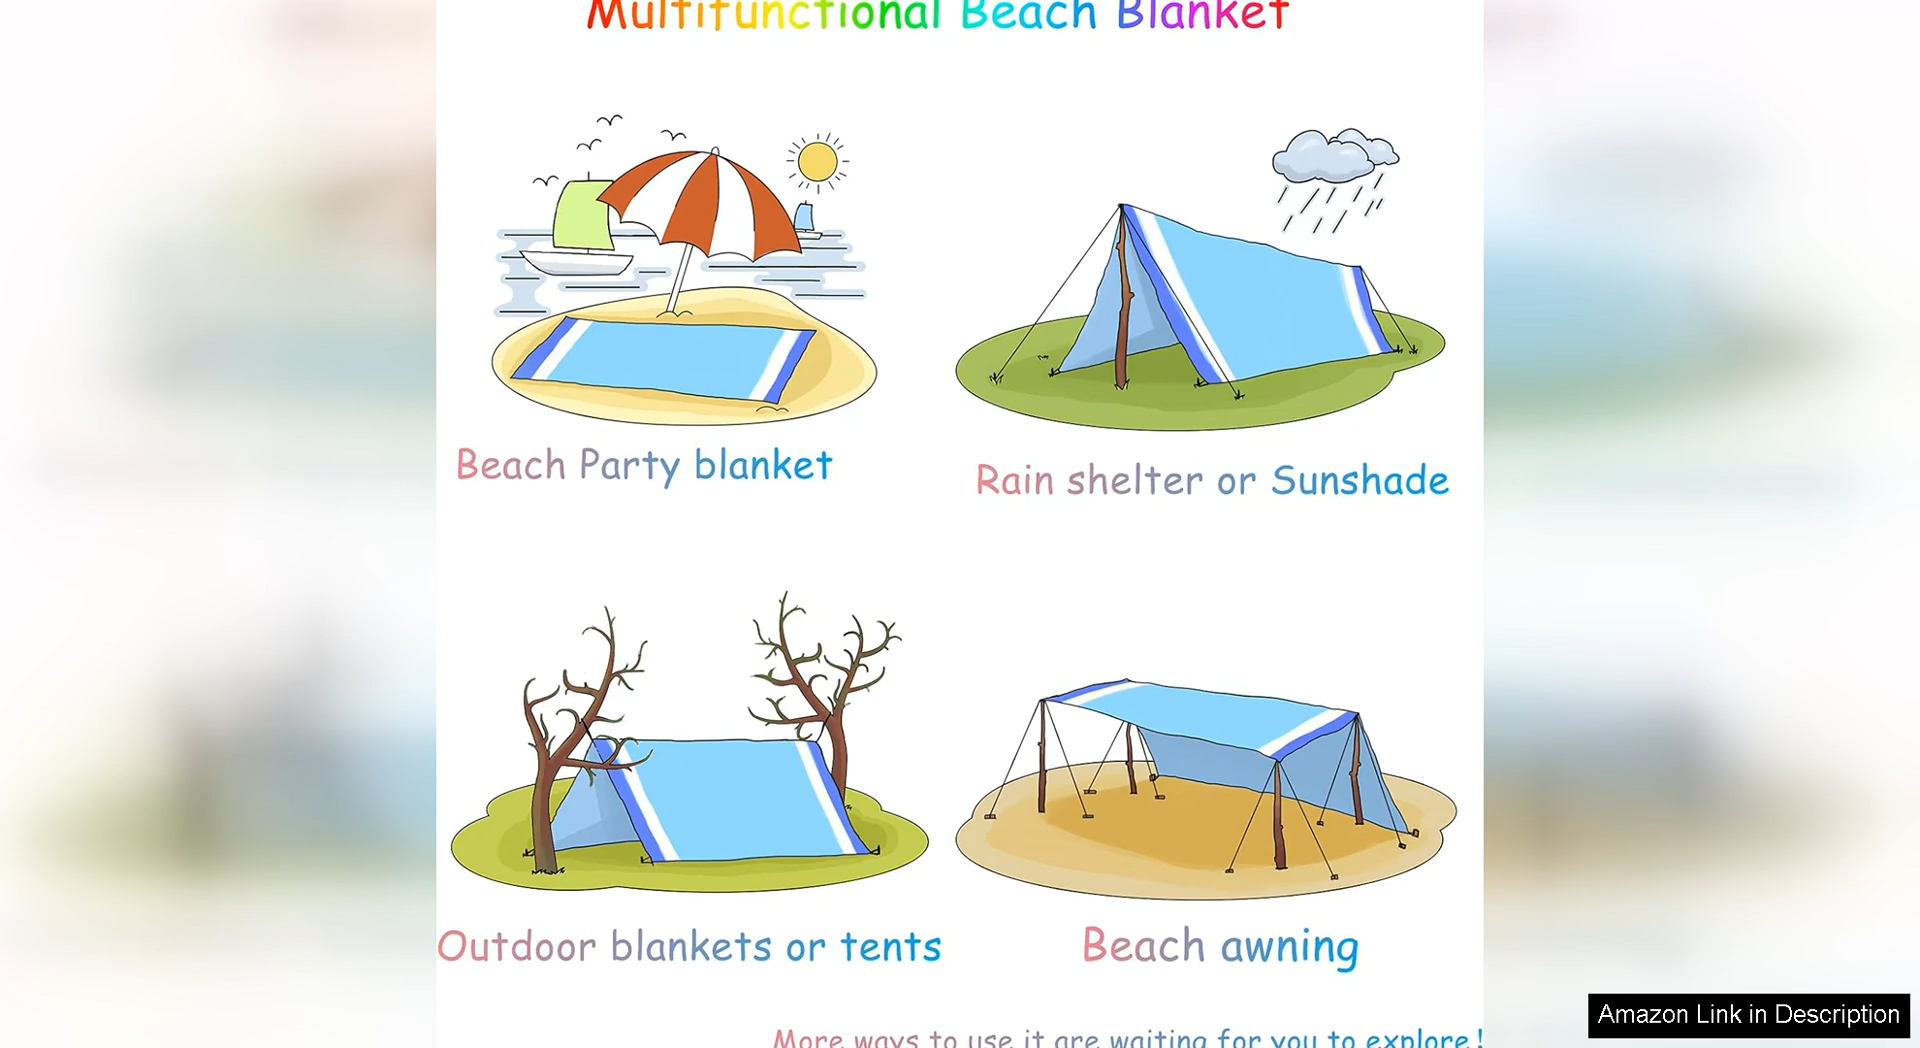 Multifunctional Beach Blanket
Beach Party blanket
Rain shelter or Sunshade
Outdoor blankets or tents
Beach awning
More ways to use it are waiting for you to explore!
Amazon Link in Description